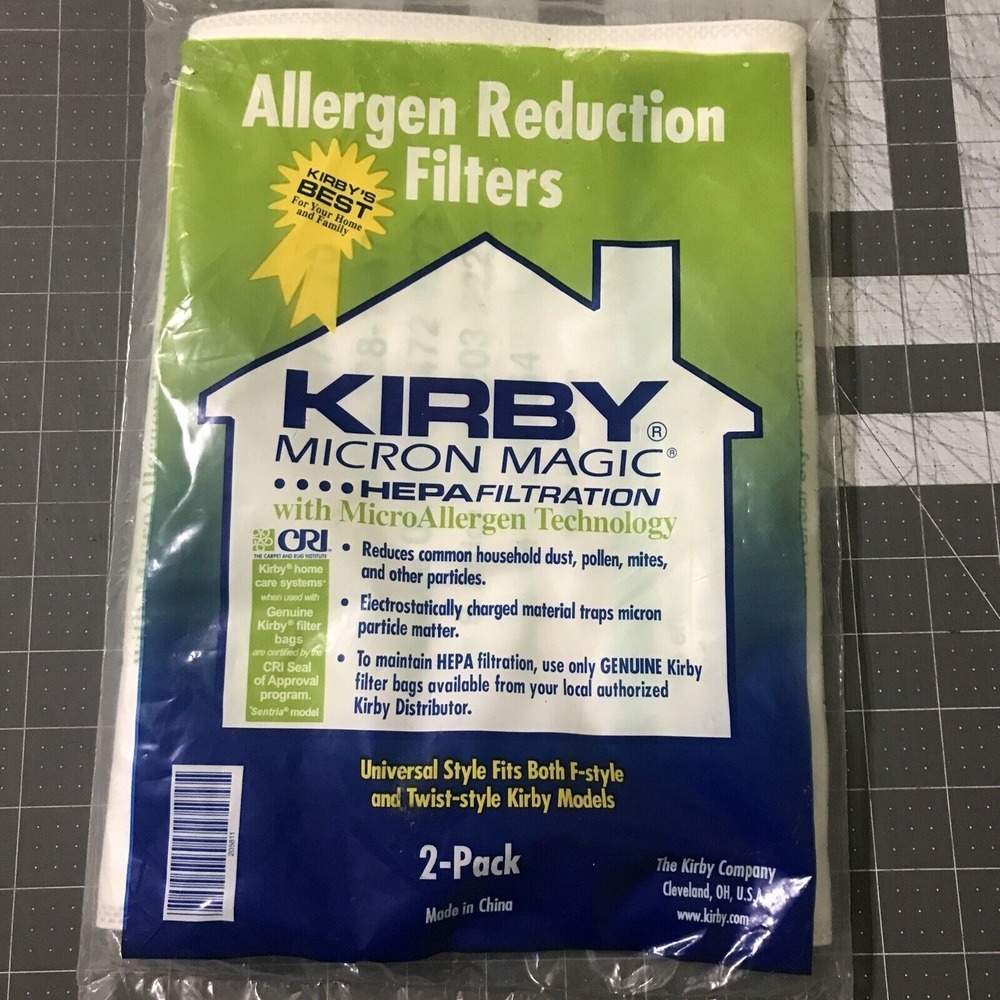 Allergen Reduction
Filters
KIRBY'S
BEST
For Your Home
and Family
KIRBY®
MICRON MAGIC®
••••HEPA FILTRATION
with MicroAllergen Technology
CRI
THE CARPET AND RUG INSTITUTE
Kirby® home
care systems*
when used with
Genuine
Kirby® filter
bags
are certified by the
CRI Seal
of Approval
program.
*Sentria® model
• Reduces common household dust, pollen, mites,
and other particles.
• Electrostatically charged material traps micron
particle matter.
• To maintain HEPA filtration, use only GENUINE Kirby
filter bags available from your local authorized
Kirby Distributor.
Universal Style Fits Both F-style
and Twist-style Kirby Models
205811
2-Pack
Made in China
The Kirby Company
Cleveland, OH, U.S.A.
www.kirby.com